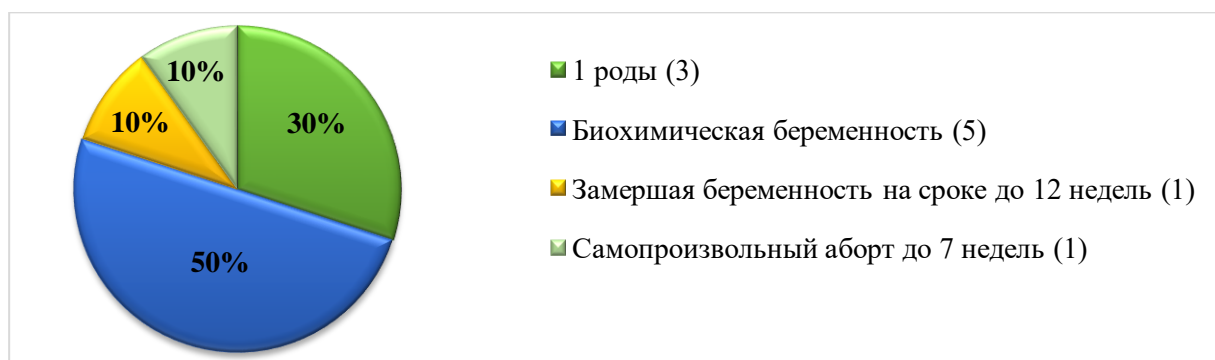 10%
30%
10%
50%
1 роды (3)
Биохимическая беременность (5)
Замершая беременность на сроке до 12 недель (1)
Самопроизвольный аборт до 7 недель (1)